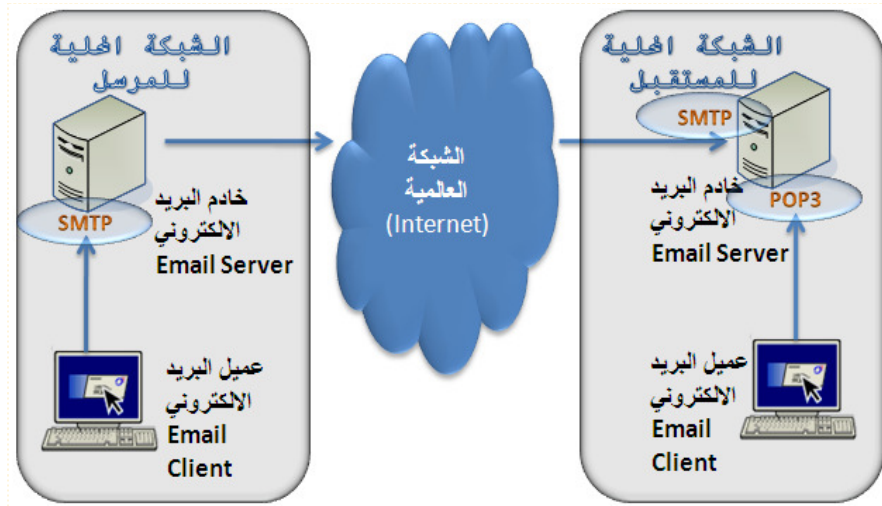 الشبكة المحلية
للمرسل
SMTP
خادم البريد
الالكتروني
Email Server
عميل البريد
الالكتروني
Email
Client
الشبكة
العالمية
(Internet)
الشبكة المحلية
للمستقبل
SMTP
POP3
خادم البريد
الالكتروني
Email Server
عميل البريد
الالكتروني
Email
Client